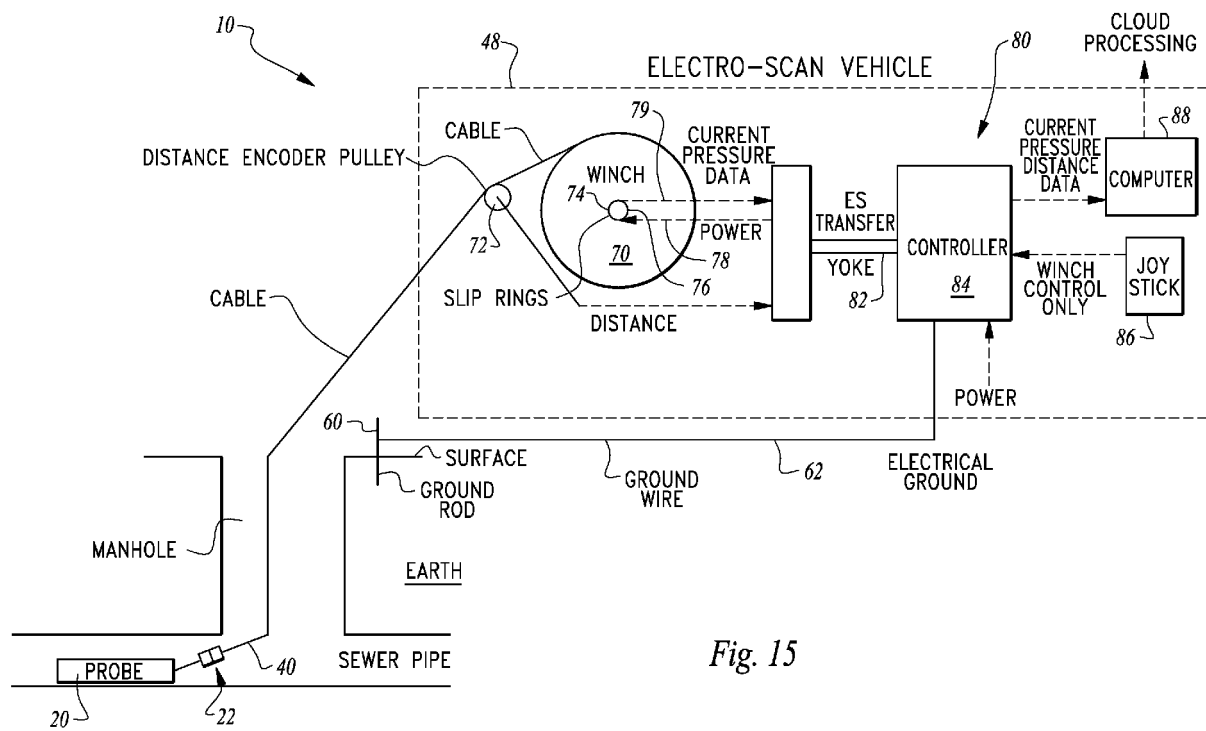 CLOUD
PROCESSING
10
48
ELECTRO-SCAN VEHICLE
80
79
88
CABLE
CURRENT
PRESSURE
DATA
CURRENT
PRESSURE
DISTANCE
DATA
COMPUTER
DISTANCE ENCODER PULLEY
WINCH
74
ES
TRANSFER
CONTROLLER
POWER
72
70
78
YOKE
84
WINCH
CONTROL
ONLY
JOY
STICK
SLIP RINGS
76
82
86
DISTANCE
CABLE
POWER
60
SURFACE
62
ELECTRICAL
GROUND
GROUND
ROD
GROUND
WIRE
MANHOLE
EARTH
SEWER PIPE
Fig. 15
PROBE
40
20
22